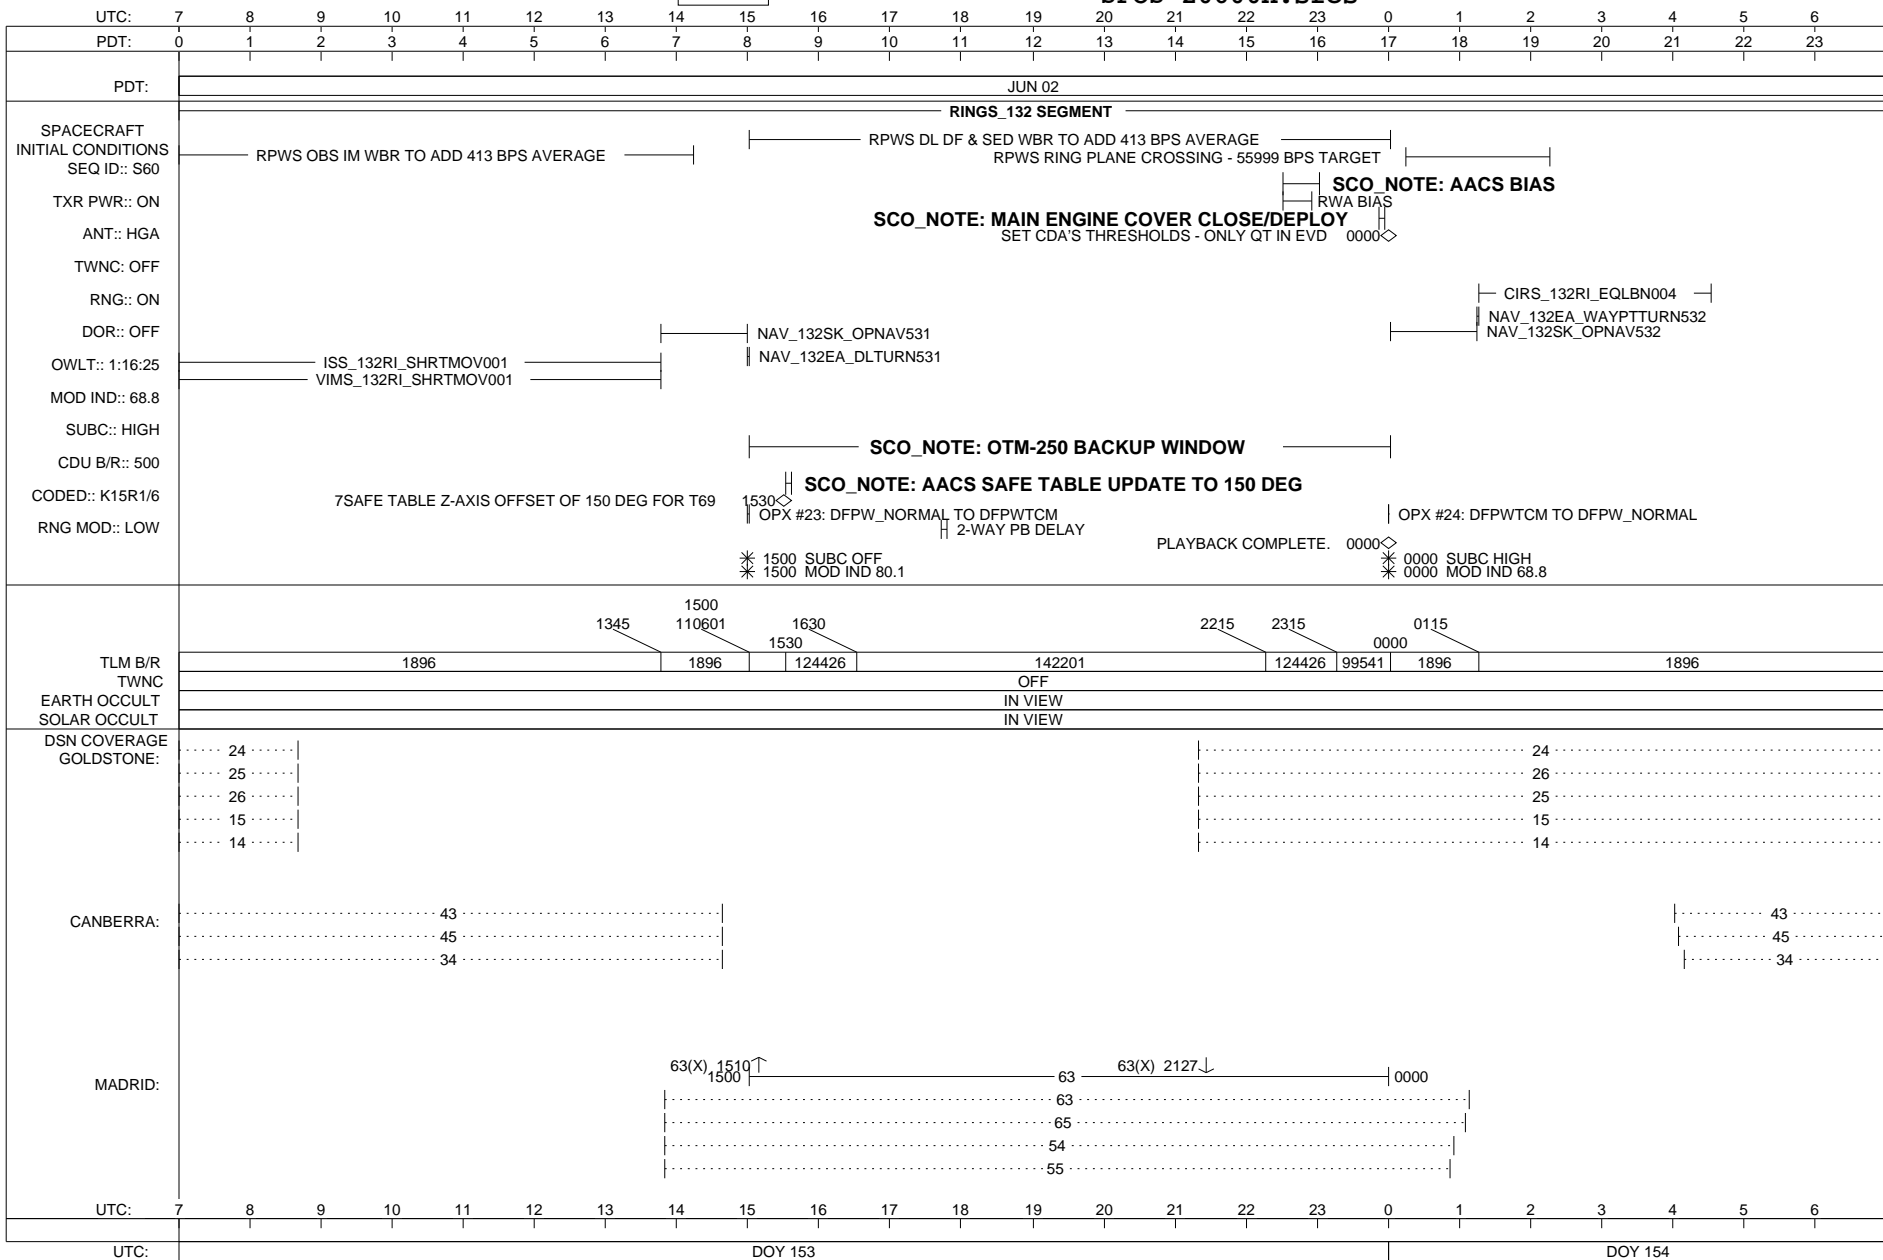 UTC: 7 8 9 10 11 12 13 14 15 16 17 18 19 20 21 22 23 0 1 2 3 4 5 6
PDT: 0 1 2 3 4 5 6 7 8 9 10 11 12 13 14 15 16 17 18 19 20 21 22 23
PDT: JUN 02
RINGS_132 SEGMENT
SPACECRAFT
INITIAL CONDITIONS
SEQ ID:: S60
TXR PWR:: ON
ANT:: HGA
TWNC: OFF
RNG:: ON
DOR:: OFF
OWLT:: 1:16:25
MOD IND:: 68.8
SUBC:: HIGH
CDU B/R:: 500
CODED:: K15R1/6
RNG MOD:: LOW
RPWS DL DF & SED WBR TO ADD 413 BPS AVERAGE
RPWS OBS IM WBR TO ADD 413 BPS AVERAGE
RPWS RING PLANE CROSSING - 55999 BPS TARGET
SCO_NOTE: AACS BIAS
RWA BIAS
SCO_NOTE: MAIN ENGINE COVER CLOSE/DEPLOY
SET CDA'S THRESHOLDS - ONLY QT IN EVD 0000
CIRS_132RI_EQLBN004
NAV_132EA_WAYPTTURN532
NAV_132SK_OPNAV531
NAV_132SK_OPNAV532
NAV_132EA_DLTURN531
ISS_132RI_SHRTMOV001
VIMS_132RI_SHRTMOV001
SCO_NOTE: OTM-250 BACKUP WINDOW
SCO_NOTE: AACS SAFE TABLE UPDATE TO 150 DEG
7SAFE TABLE Z-AXIS OFFSET OF 150 DEG FOR T69 1530
OPX #23: DFPW_NORMAL TO DFPWTCM
OPX #24: DFPWTCM TO DFPW_NORMAL
2-WAY PB DELAY
PLAYBACK COMPLETE. 0000
1500 SUBC OFF
0000 SUBC HIGH
1500 MOD IND 80.1
0000 MOD IND 68.8
1500
1345 110601 1630 2215 2315 0115
1530 0000
TLM B/R 1896 1896 124426 142201 124426 99541 1896 1896
TWNC OFF
EARTH OCCULT IN VIEW
SOLAR OCCULT IN VIEW
DSN COVERAGE
GOLDSTONE:
24 24
25 26
26 25
15 15
14 14
CANBERRA:
43 43
45 45
34 34
MADRID:
63(X) 1510 63(X) 2127
1500 63 0000
63
65
54
55
UTC: 7 8 9 10 11 12 13 14 15 16 17 18 19 20 21 22 23 0 1 2 3 4 5 6
UTC: DOY 153 DOY 154